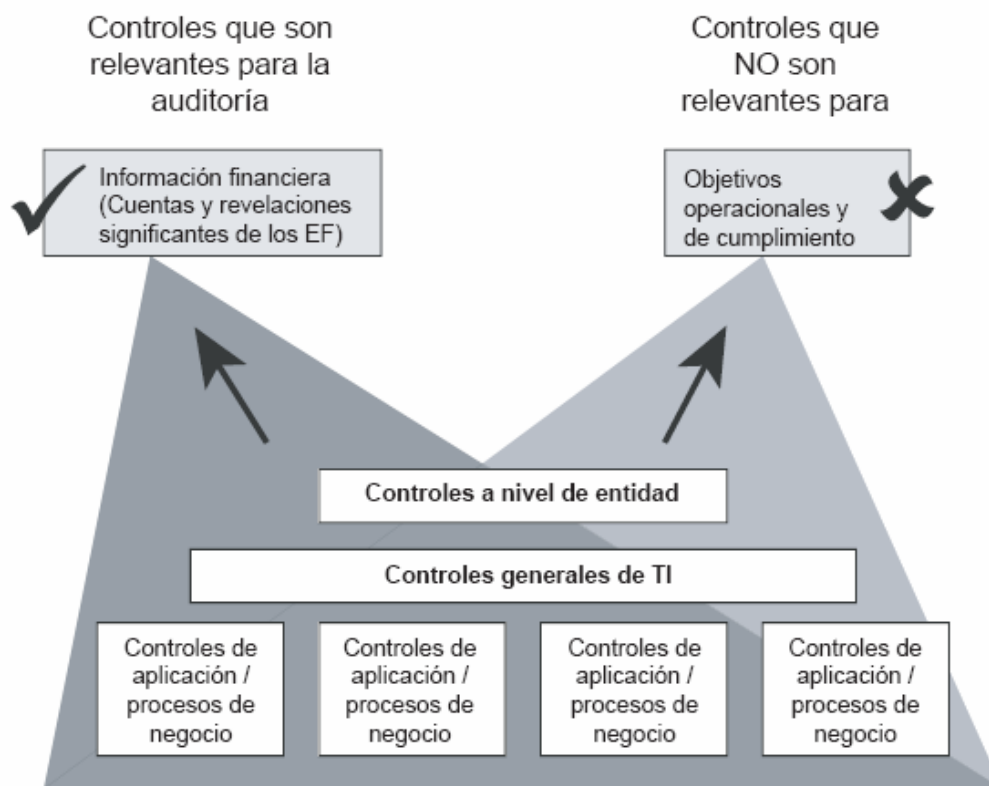 Controles que son
relevantes para la
auditoría
Controles que
NO son
relevantes para
Información financiera
(Cuentas y revelaciones
significantes de los EF)
Objetivos
operacionales y
de cumplimiento
Controles a nivel de entidad
Controles generales de TI
Controles de
aplicación /
procesos de
negocio
Controles de
aplicación /
procesos de
negocio
Controles de
aplicación /
procesos de
negocio
Controles de
aplicación /
procesos de
negocio